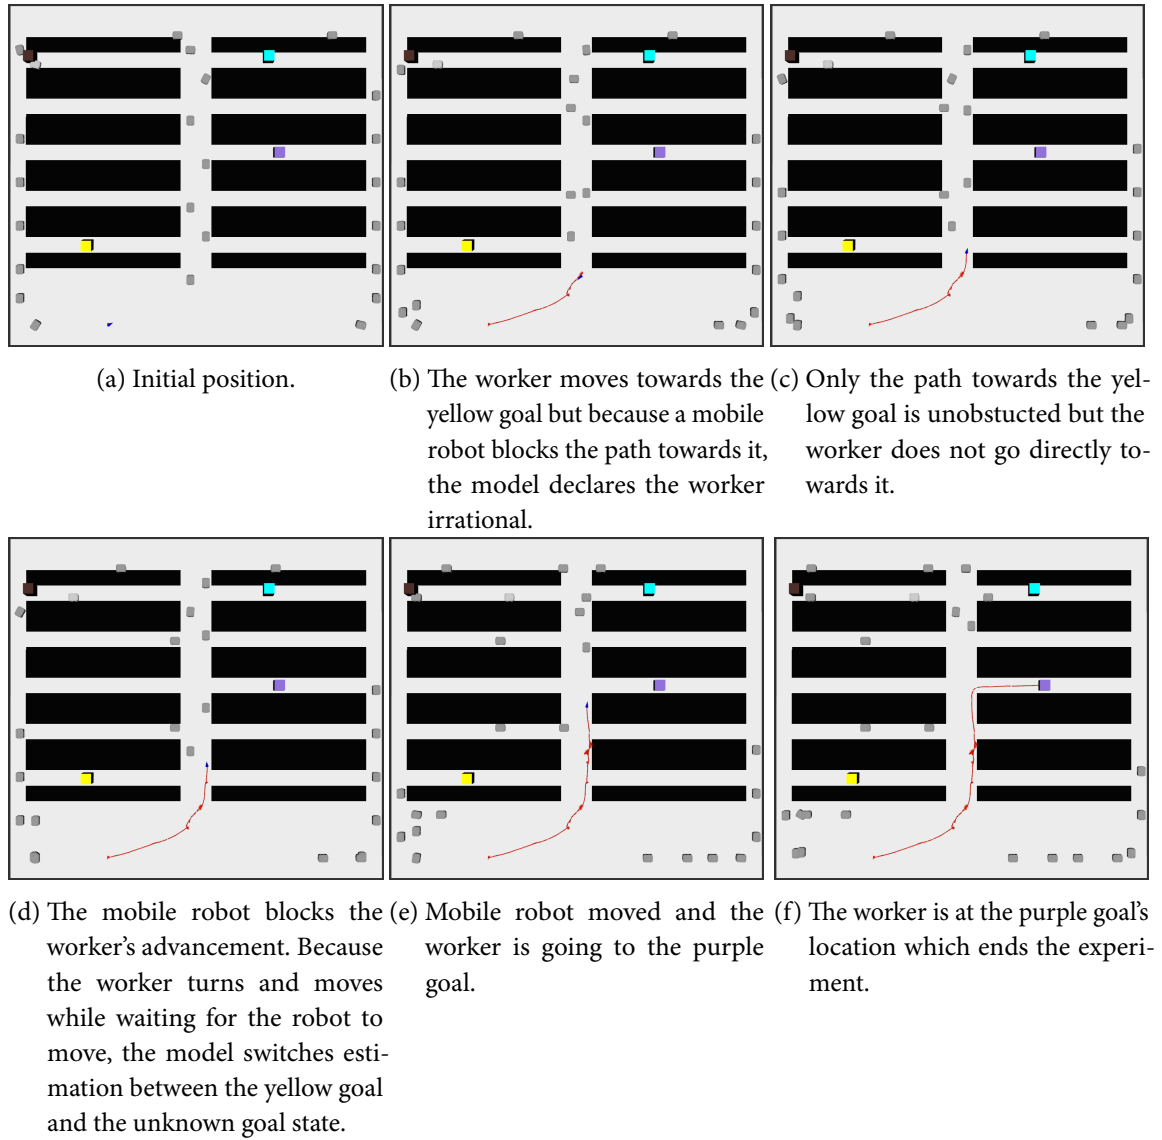 (a) Initial position.
(b) The worker moves towards the
yellow goal but because a mobile
robot blocks the path towards it,
the model declares the worker
irrational.
(c) Only the path towards the yel-
low goal is unobstucted but the
worker does not go directly to-
wards it.
(d) The mobile robot blocks the
worker's advancement. Because
the worker turns and moves
while waiting for the robot to
move, the model switches esti-
mation between the yellow goal
and the unknown goal state.
(e) Mobile robot moved and the
worker is going to the purple
goal.
(f) The worker is at the purple goal's
location which ends the experi-
ment.